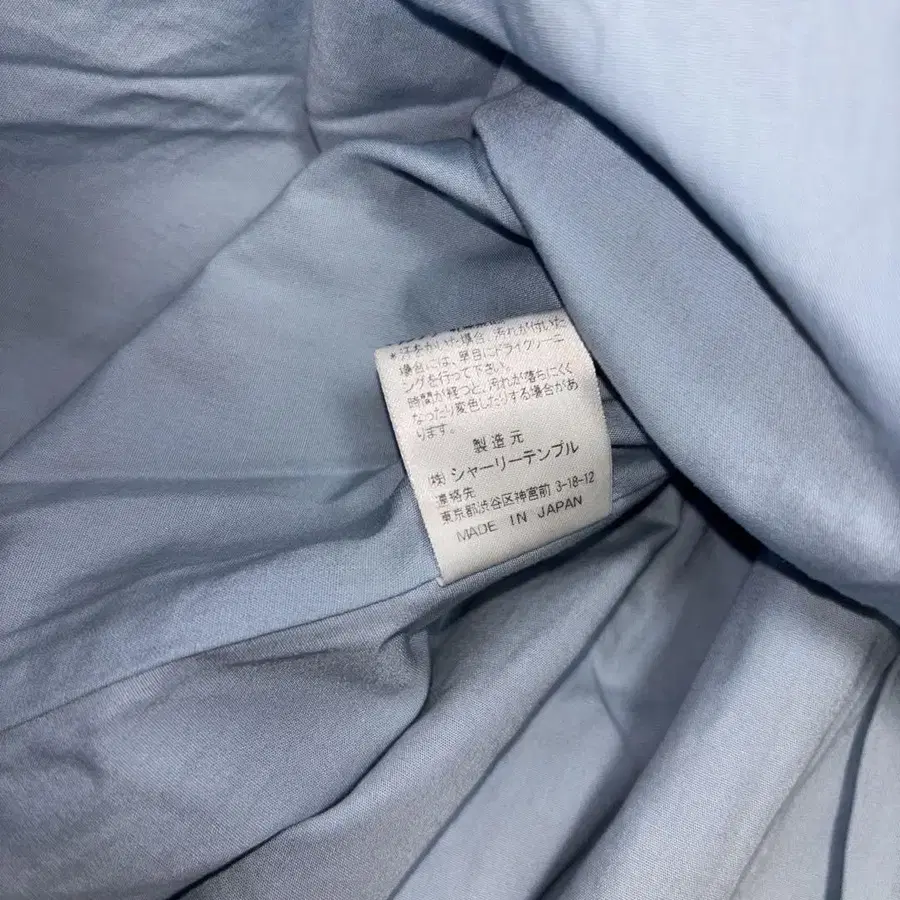 *汗をかいた場合、汚れが付いた
場合には、早目にドライクリーニ
ングを行って下さい。
時間が経つと、汚れが落ちにくく
なったり変色したりする場合があ
ります。
製造元
㈱シャーリーテンプル
連絡先
東京都渋谷区神宮前 3-18-12
MADE IN JAPAN